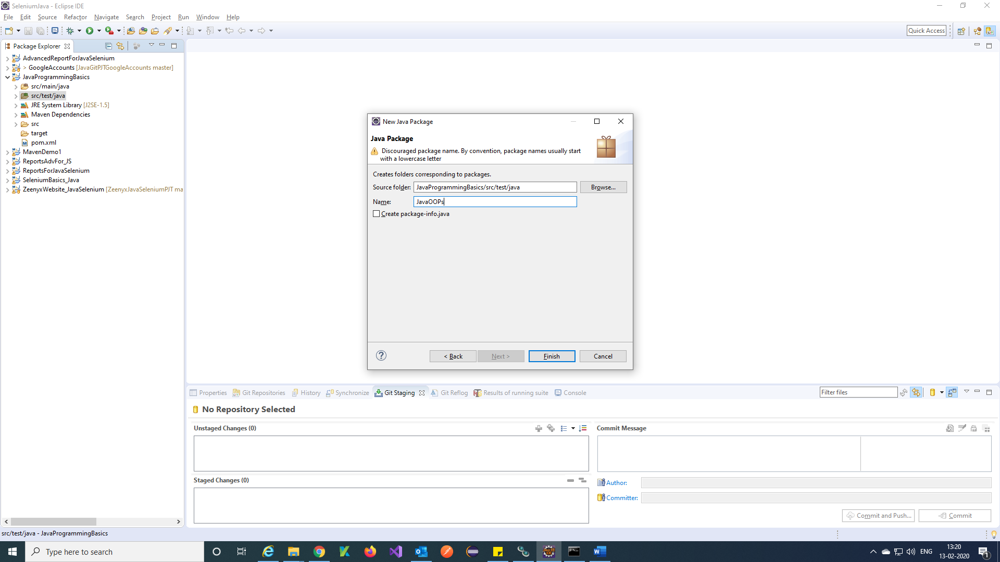 SeleniumJava - Eclipse IDE
File Edit Source Refactor Navigate Search Project Run Window Help
Quick Access
Package Explorer
AdvancedReportForJavaSelenium
> GoogleAccounts [JavaGitPJTGoogleAccounts master]
JavaProgrammingBasics
src/main/java
src/test/java
JRE System Library [J2SE-1.5]
Maven Dependencies
src
target
pom.xml
MavenDemo1
ReportsAdvFor_JS
ReportsForJavaSelenium
SeleniumBasics_Java
ZeenyxWebsite_JavaSelenium [ZeenyxJavaSeleniumPJT ma
New Java Package
Java Package
Discouraged package name. By convention, package names usually start
with a lowercase letter
Creates folders corresponding to packages.
Source folder: JavaProgrammingBasics/src/test/java Browse...
Name: JavaOOPs
Create package-info.java
< Back Next > Finish Cancel
Properties Git Repositories History Synchronize Git Staging Git Reflog Results of running suite Console Filter files
No Repository Selected
Unstaged Changes (0)
Commit Message
Staged Changes (0)
Author:
Committer:
Commit and Push... Commit
src/test/java - JavaProgrammingBasics
Type here to search
ENG
13:20
13-02-2020
1